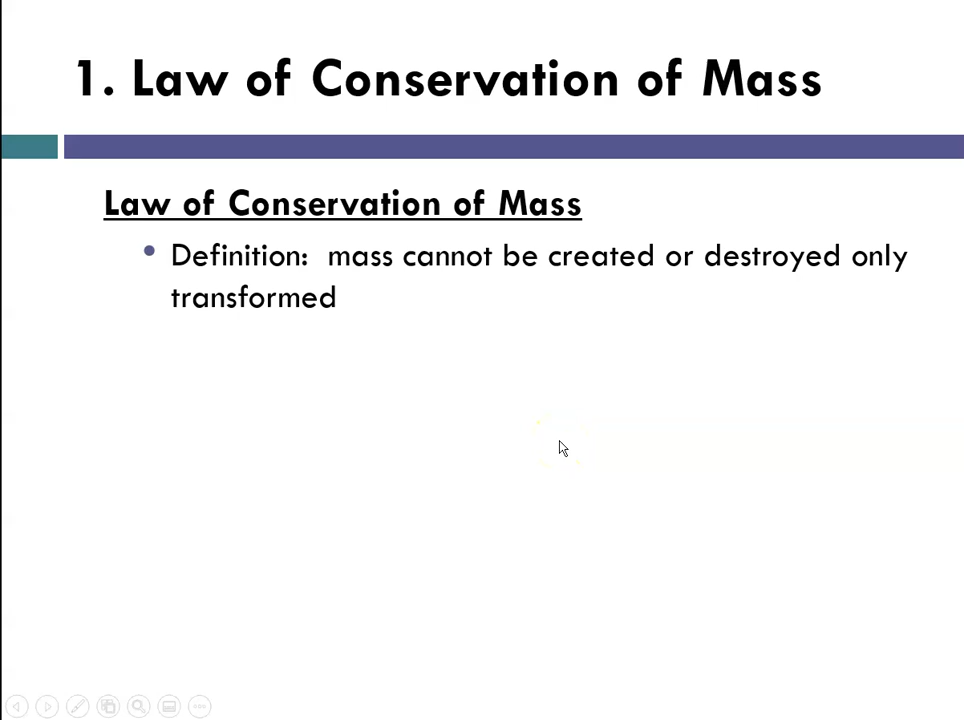 1. Law of Conservation of Mass
Law of Conservation of Mass
• Definition:  mass cannot be created or destroyed only
transformed